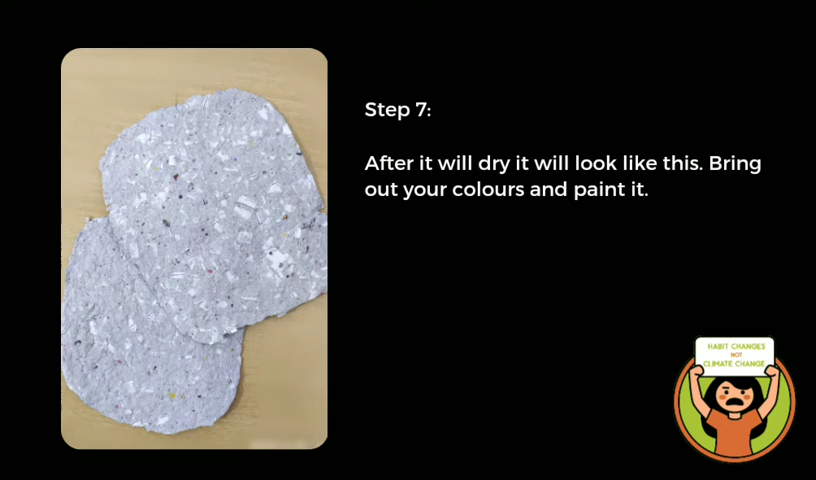 Step 7:
After it will dry it will look like this. Bring
out your colours and paint it.
HABIT CHANGES
NOT
CLIMATE CHANGE